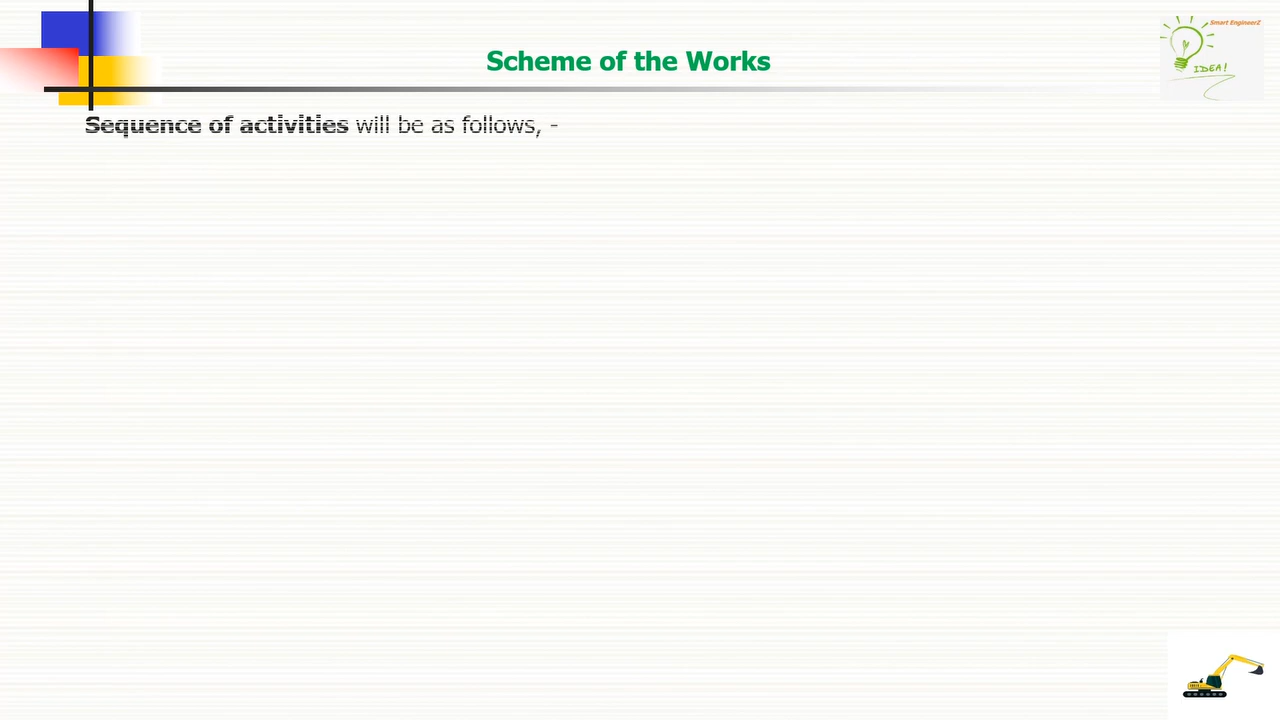 Smart EngineerZ
Scheme of the Works
IDEA!
Sequence of activities will be as follows, -